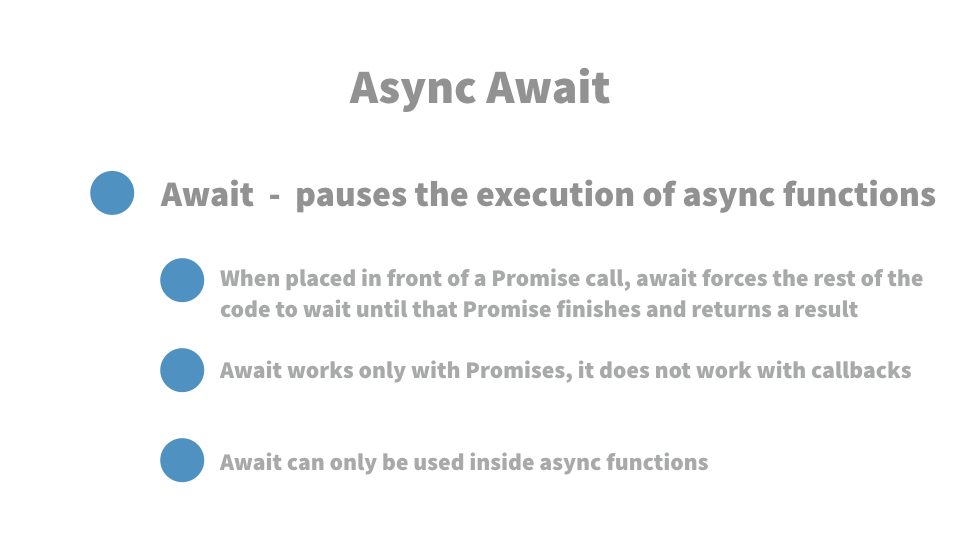 Async Await
Await - pauses the execution of async functions
When placed in front of a Promise call, await forces the rest of the
code to wait until that Promise finishes and returns a result
Await works only with Promises, it does not work with callbacks
Await can only be used inside async functions